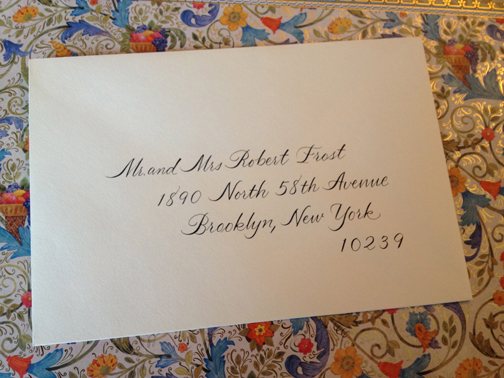 Mr. and Mrs Robert Frost
1890 North 58th Avenue
Brooklyn, New York
10239